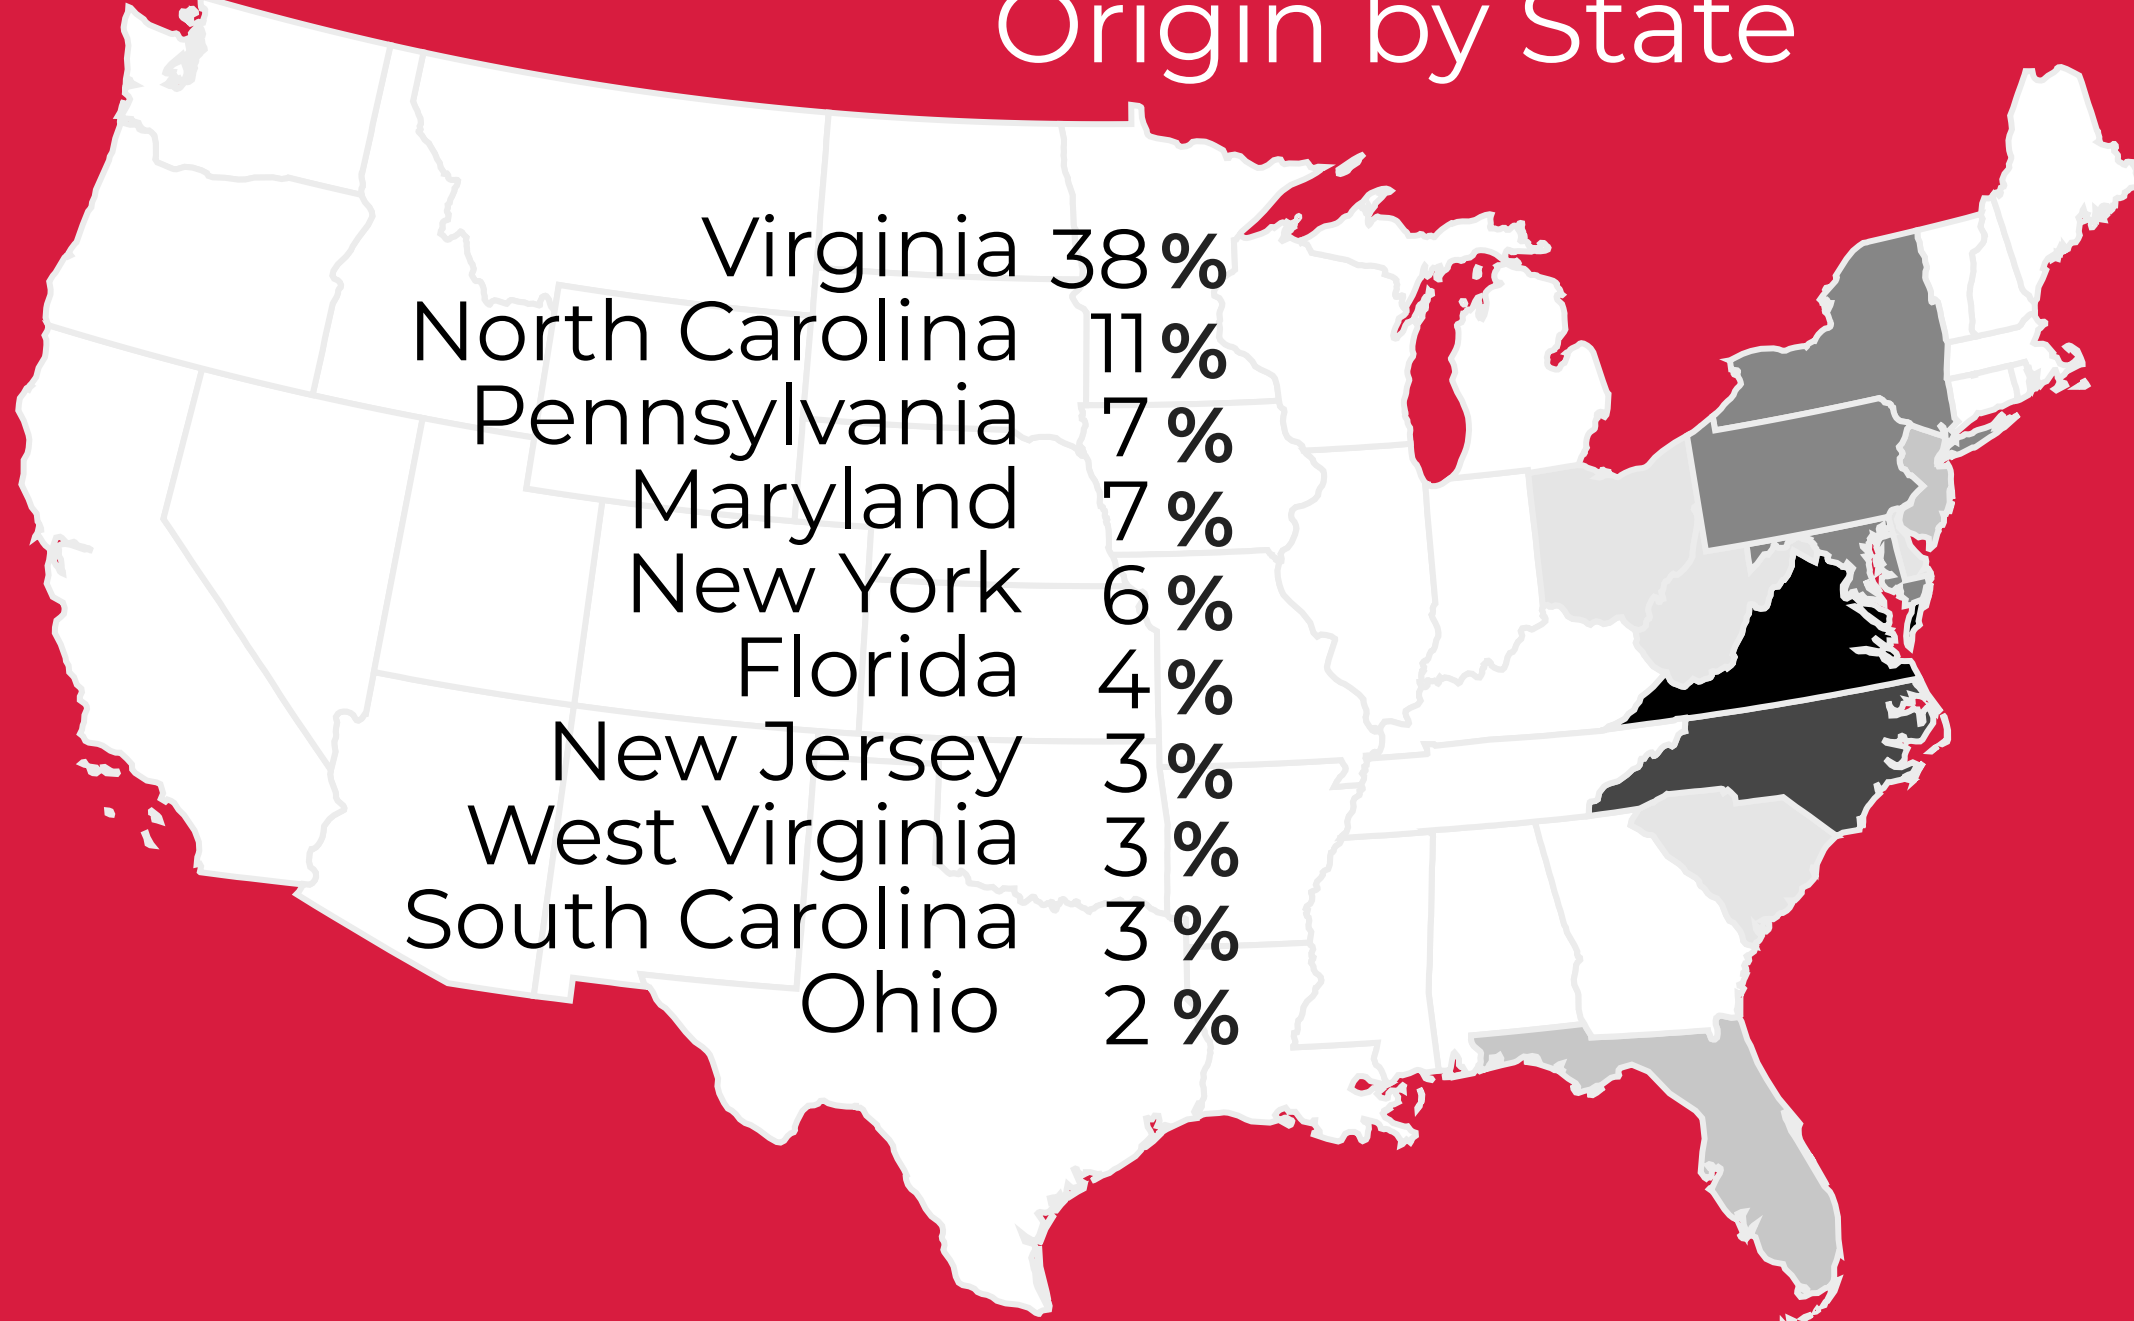 Origin by State
Virginia 38 %
North Carolina 11 %
Pennsylvania 7 %
Maryland 7 %
New York 6 %
Florida 4 %
New Jersey 3 %
West Virginia 3 %
South Carolina 3 %
Ohio 2 %